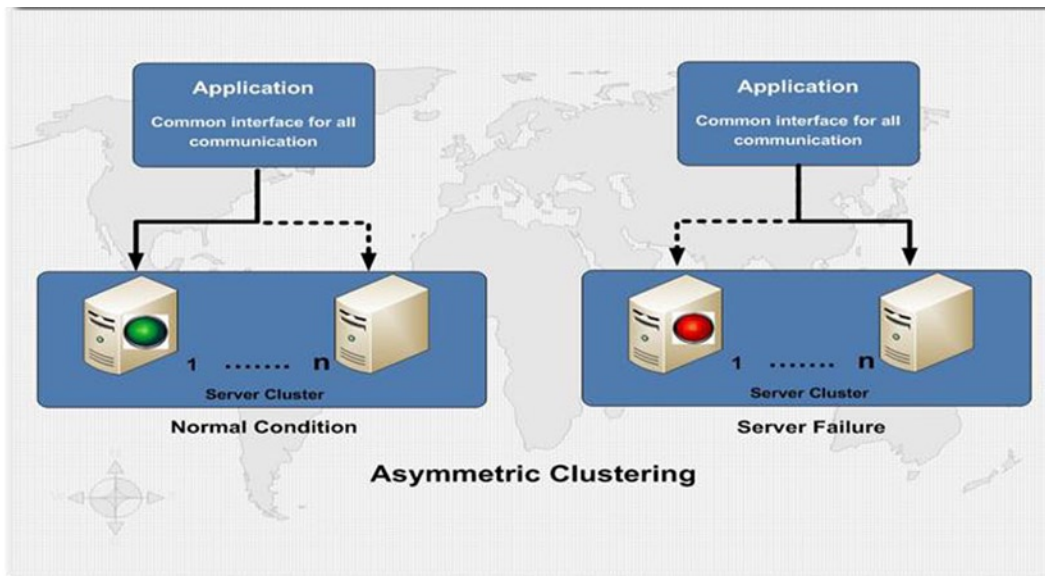 Application
Common interface for all
communication
Application
Common interface for all
communication
1 ....... n
Server Cluster
Normal Condition
1 ....... n
Server Cluster
Server Failure
Asymmetric Clustering